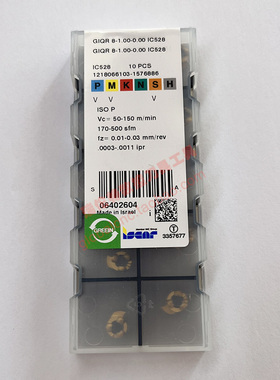 GIQR 8-1.00-0.00 IC528
GIQR 8-1.00-0.00 IC528
IC528 10 PCS
1218066103-1576886
P M K N S H
V V V
ISO P
Vc = 50-150 m/min
170-500 sfm
fz = 0.01-0.03 mm/rev
.0003-.0011 ipr
S A
06402604
Made in Israel i
GREEN
ISCAR
T
3357677